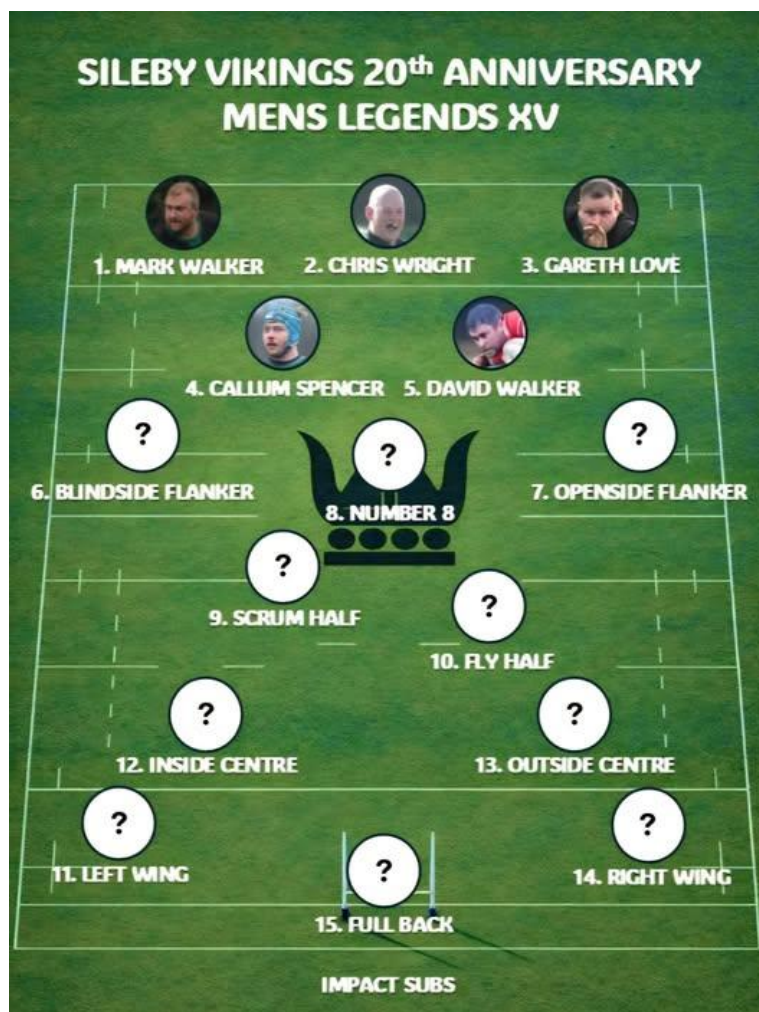 SILEBY VIKINGS 20th ANNIVERSARY
MENS LEGENDS XV
1. MARK WALKER 2. CHRIS WRIGHT 3. GARETH LOVE
4. CALLUM SPENCER 5. DAVID WALKER
? ? ?
6. BLINDSIDE FLANKER 8. NUMBER 8 7. OPENSIDE FLANKER
?
9. SCRUM HALF
?
10. FLY HALF
? ?
12. INSIDE CENTRE 13. OUTSIDE CENTRE
? ?
11. LEFT WING 14. RIGHT WING
?
15. FULL BACK
IMPACT SUBS